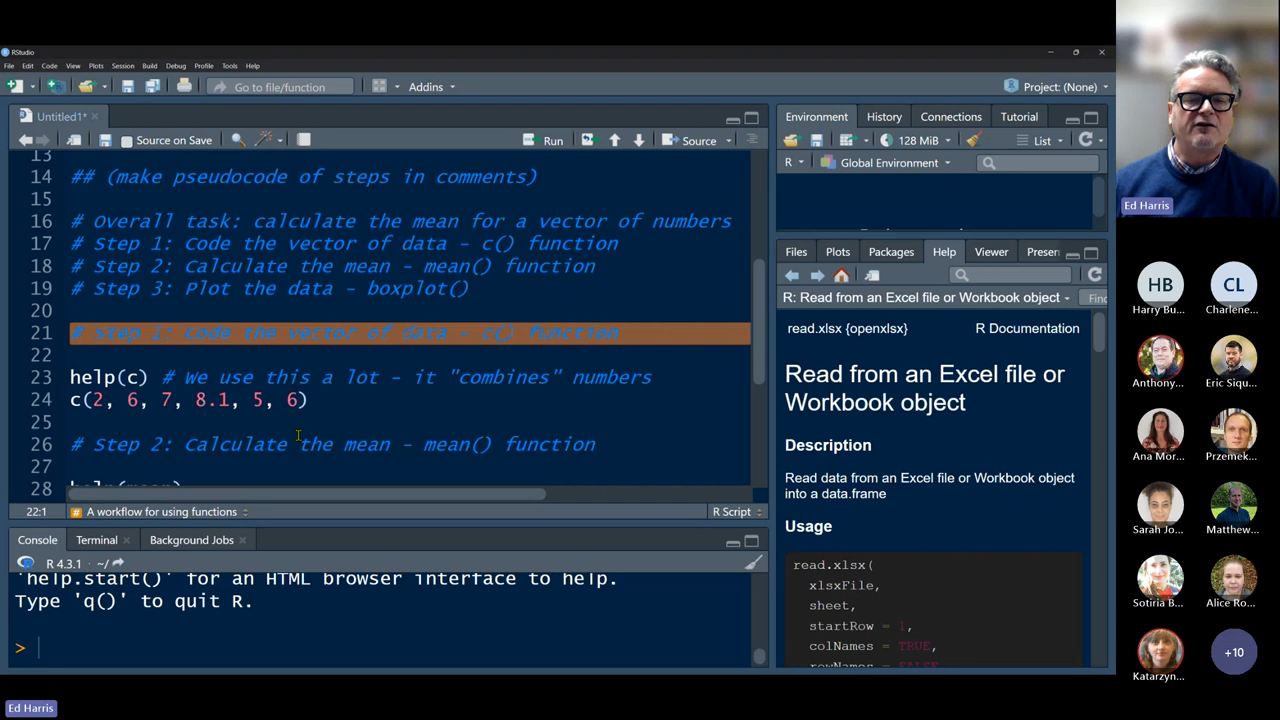 RStudio
File Edit Code View Plots Session Build Debug Profile Tools Help
Go to file/function
Addins
Project: (None)
Untitled1*
Source on Save
Run
Source
13
14 ## (make pseudocode of steps in comments)
15
16 # Overall task: calculate the mean for a vector of numbers
17 # Step 1: Code the vector of data - c() function
18 # Step 2: Calculate the mean - mean() function
19 # Step 3: Plot the data - boxplot()
20
21 # Step 1: Code the vector of data - c() function
22
23 help(c) # We use this a lot - it "combines" numbers
24 c(2, 6, 7, 8.1, 5, 6)
25
26 # Step 2: Calculate the mean - mean() function
27
28 help(mean)
22:1 A workflow for using functions R Script
Console Terminal Background Jobs
R 4.3.1 · ~/
'help.start()' for an HTML browser interface to help.
Type 'q()' to quit R.
>
Environment History Connections Tutorial
128 MiB List
R Global Environment
Files Plots Packages Help Viewer Presen
R: Read from an Excel file or Workbook object Find
read.xlsx {openxlsx} R Documentation
Read from an Excel file or
Workbook object
Description
Read data from an Excel file or Workbook object
into a data.frame
Usage
read.xlsx(
xlsxFile,
sheet,
startRow = 1,
colNames = TRUE,
rowNames = FALSE
Ed Harris
HB
Harry Bu...
CL
Charlene...
Anthony...
Eric Siqu...
Ana Mor...
Przemek...
Sarah Jo...
Matthew...
Sotiria B...
Alice Ro...
Katarzyn...
+10
Ed Harris